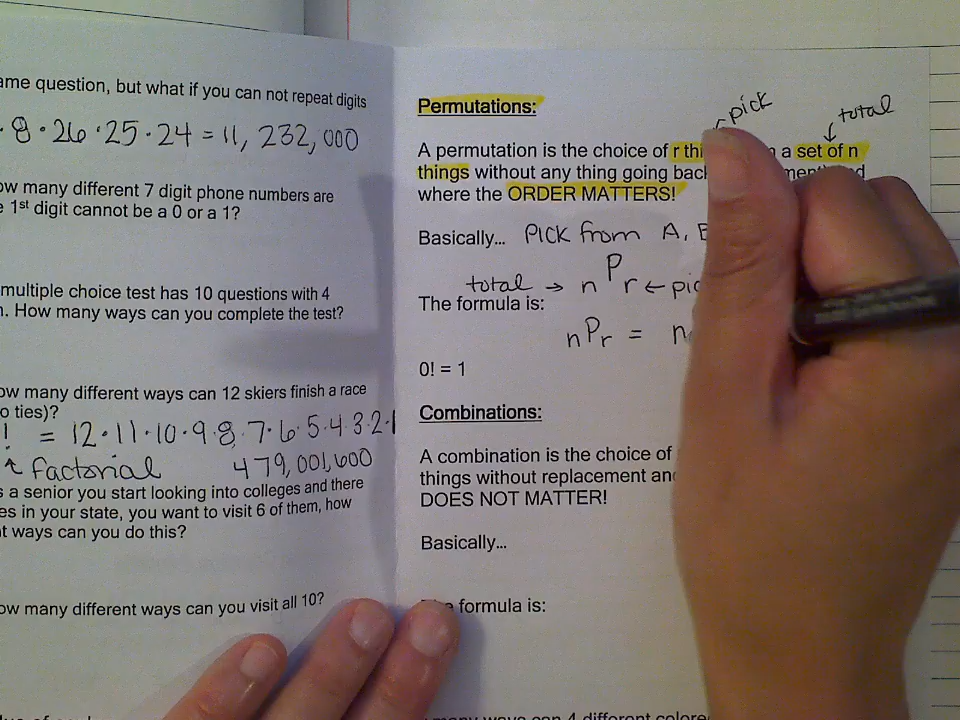 ame question, but what if you can not repeat digits
· 8 · 26 · 25 · 24 = 11, 232,000
ow many different 7 digit phone numbers are
e 1st digit cannot be a 0 or a 1?
multiple choice test has 10 questions with 4
n. How many ways can you complete the test?
ow many different ways can 12 skiers finish a race
o ties)?
! = 12·11·10·9·8·7·6·5·4·3·2·1
↑ factorial 479,001,600
s a senior you start looking into colleges and there
es in your state, you want to visit 6 of them, how
t ways can you do this?
ow many different ways can you visit all 10?
pick
total
Permutations:
A permutation is the choice of r thi a set of n
things without any thing going back ment and
where the ORDER MATTERS!
Basically... PICK from A, B
total → nPr ← pic
The formula is:
nPr = n
0! = 1
Combinations:
A combination is the choice of
things without replacement and
DOES NOT MATTER!
Basically...
formula is:
many ways can 4 different colore